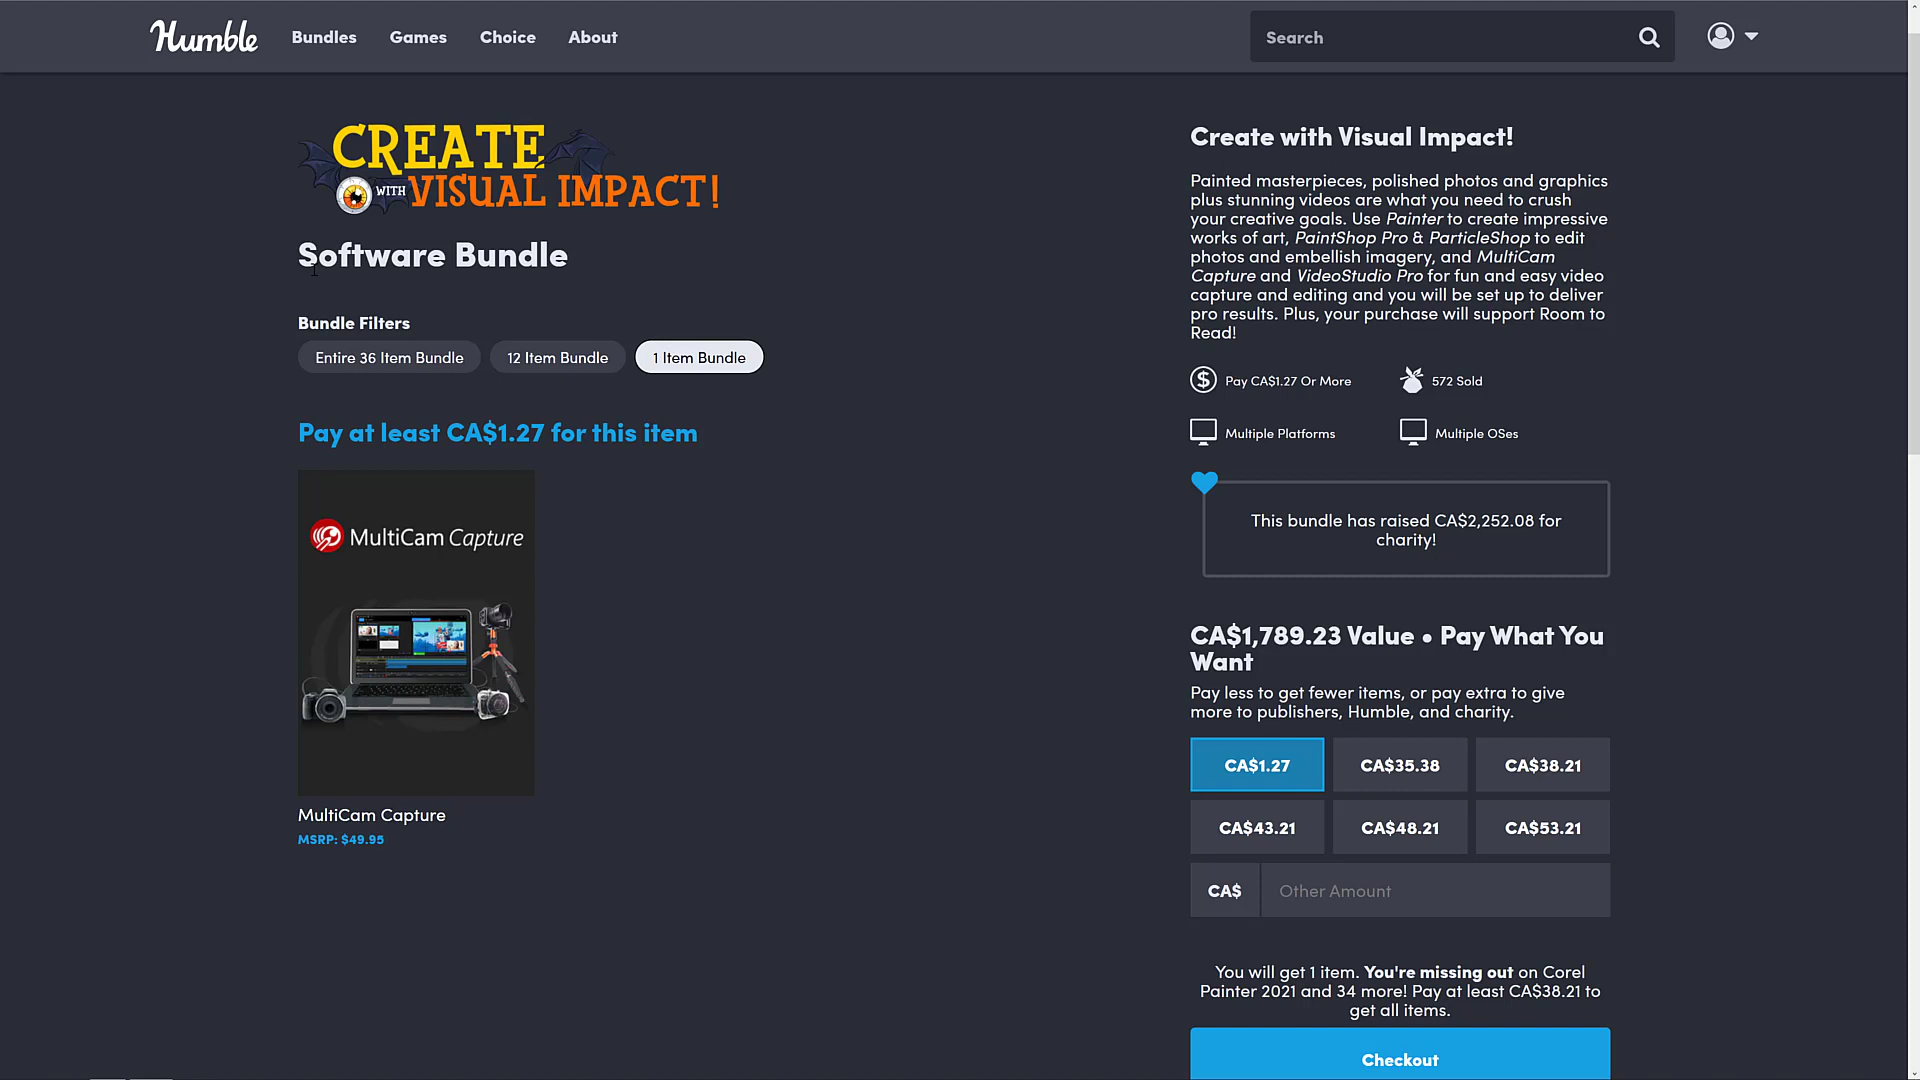 Humble
Bundles
Games
Choice
About
Search
CREATE
WITH VISUAL IMPACT!
Software Bundle
Bundle Filters
Entire 36 Item Bundle
12 Item Bundle
1 Item Bundle
Pay at least CA$1.27 for this item
MultiCam Capture
MultiCam Capture
MSRP: $49.95
Create with Visual Impact!
Painted masterpieces, polished photos and graphics
plus stunning videos are what you need to crush
your creative goals. Use Painter to create impressive
works of art, PaintShop Pro & ParticleShop to edit
photos and embellish imagery, and MultiCam
Capture and VideoStudio Pro for fun and easy video
capture and editing and you will be set up to deliver
pro results. Plus, your purchase will support Room to
Read!
Pay CA$1.27 Or More
572 Sold
Multiple Platforms
Multiple OSes
This bundle has raised CA$2,252.08 for
charity!
CA$1,789.23 Value • Pay What You
Want
Pay less to get fewer items, or pay extra to give
more to publishers, Humble, and charity.
CA$1.27
CA$35.38
CA$38.21
CA$43.21
CA$48.21
CA$53.21
CA$
Other Amount
You will get 1 item. You're missing out on Corel
Painter 2021 and 34 more! Pay at least CA$38.21 to
get all items.
Checkout